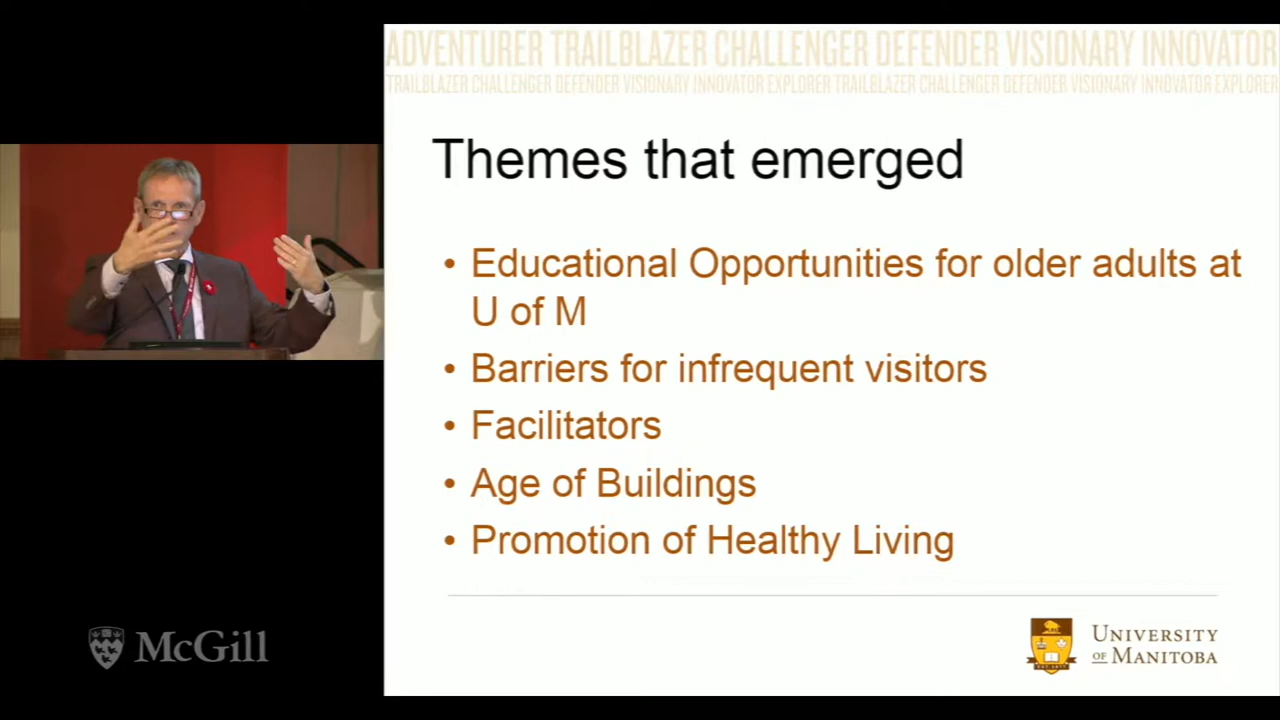 ADVENTURER TRAILBLAZER CHALLENGER DEFENDER VISIONARY INNOVATOR
TRAILBLAZER CHALLENGER DEFENDER VISIONARY INNOVATOR EXPLORER TRAILBLAZER CHALLENGER DEFENDER VISIONARY INNOVATOR EXPLORER
Themes that emerged
• Educational Opportunities for older adults at
U of M
• Barriers for infrequent visitors
• Facilitators
• Age of Buildings
• Promotion of Healthy Living
McGill
UNIVERSITY
OF MANITOBA